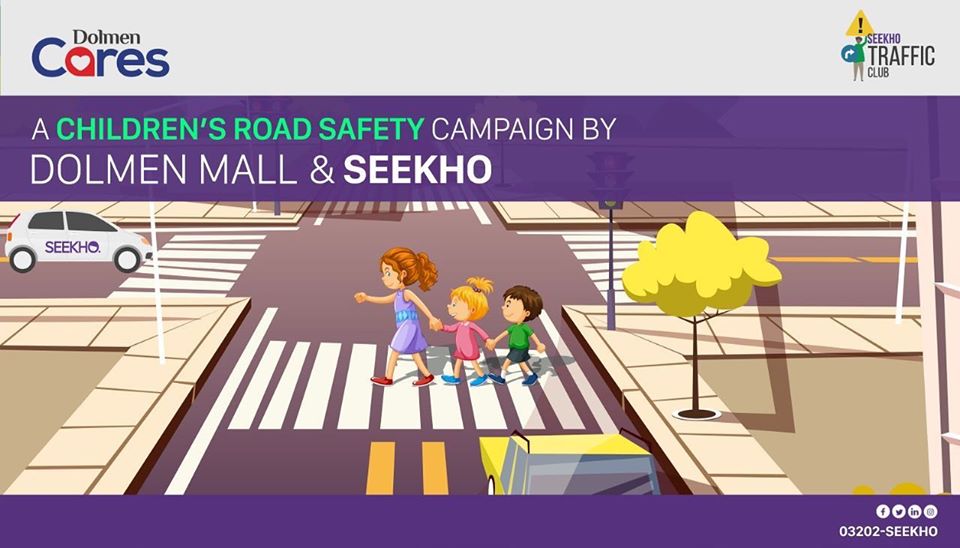 Dolmen
Cares
SEEKHO
TRAFFIC
CLUB
A CHILDREN'S ROAD SAFETY CAMPAIGN BY
DOLMEN MALL & SEEKHO
SEEKHO.
03202-SEEKHO